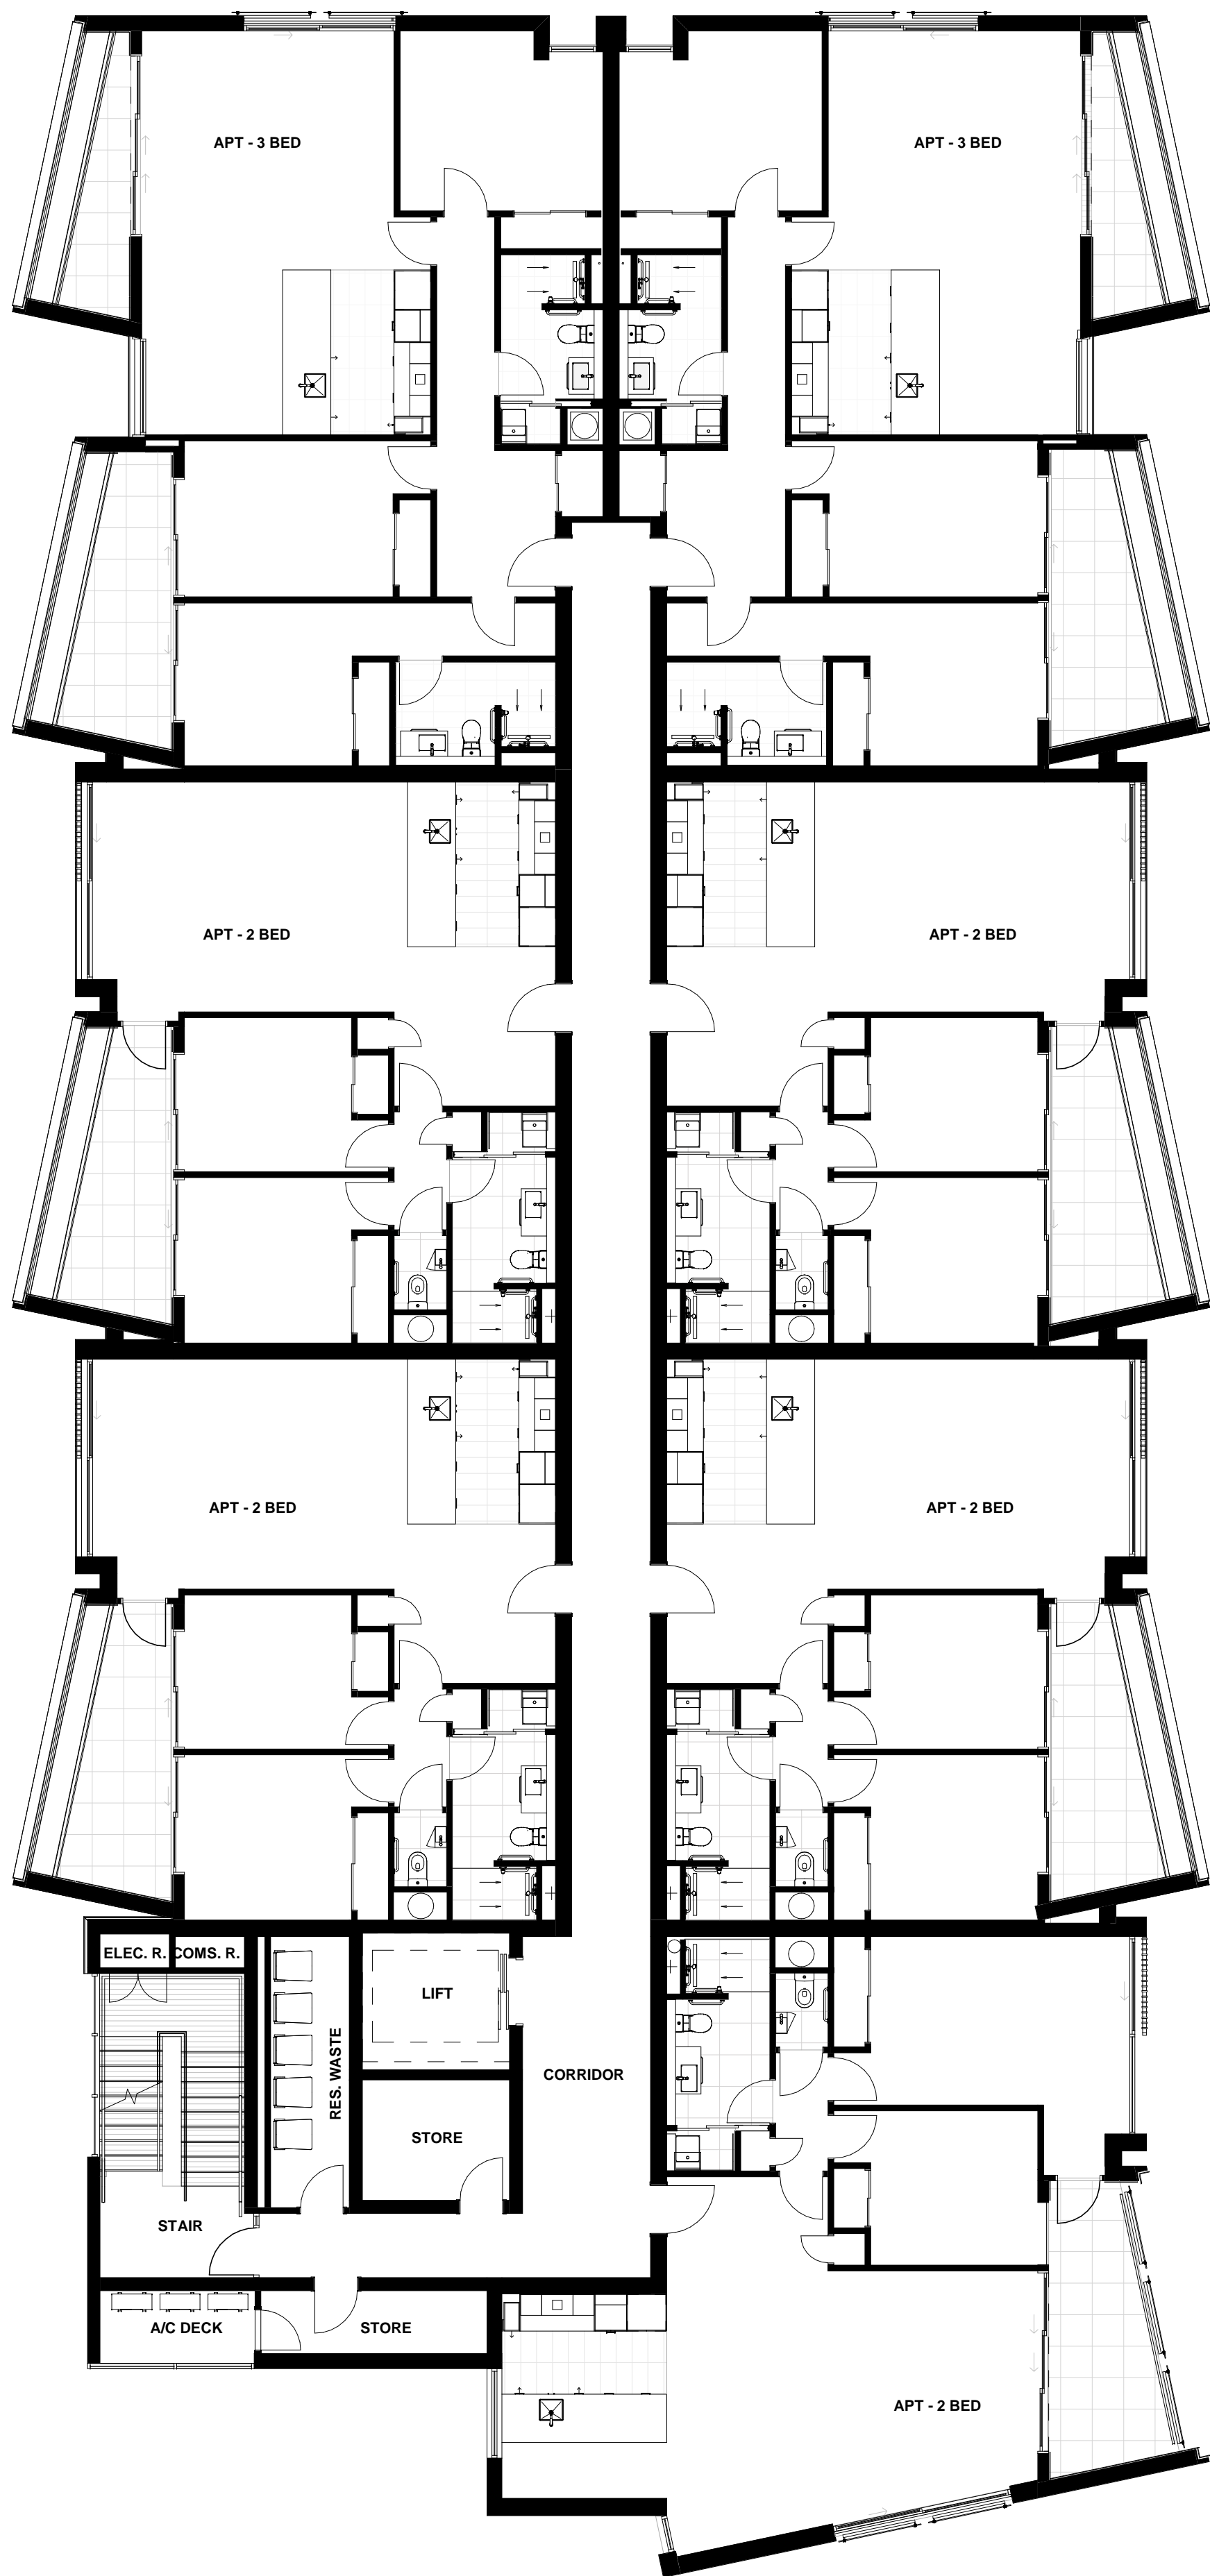 APT - 3 BED
APT - 3 BED
APT - 2 BED
APT - 2 BED
APT - 2 BED
APT - 2 BED
ELEC. R.
COMS. R.
LIFT
RES. WASTE
CORRIDOR
STORE
STAIR
A/C DECK
STORE
APT - 2 BED